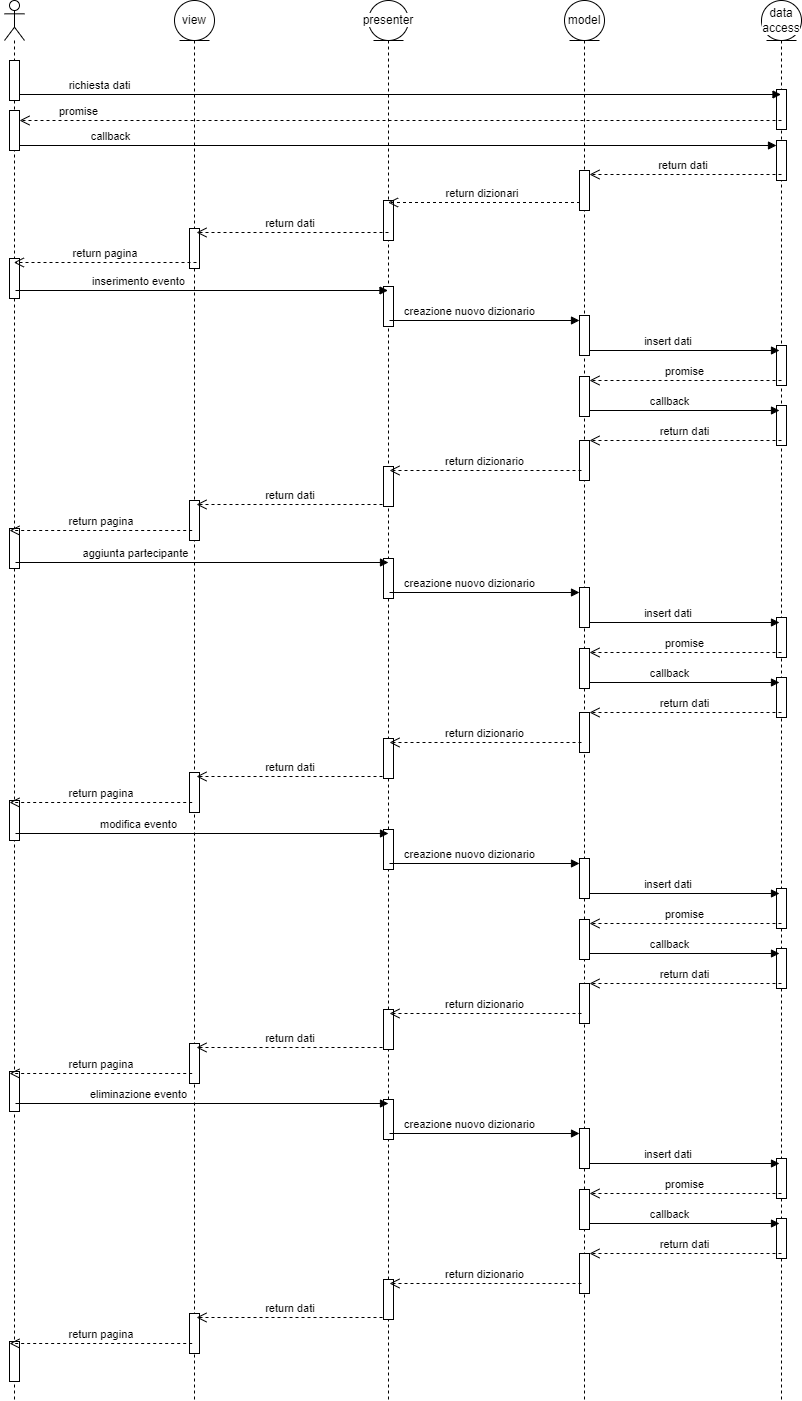 view
presenter
model
data
access
richiesta dati
promise
callback
return dati
return dizionari
return dati
return pagina
inserimento evento
creazione nuovo dizionario
insert dati
promise
callback
return dati
return dizionario
return dati
return pagina
aggiunta partecipante
creazione nuovo dizionario
insert dati
promise
callback
return dati
return dizionario
return dati
return pagina
modifica evento
creazione nuovo dizionario
insert dati
promise
callback
return dati
return dizionario
return dati
return pagina
eliminazione evento
creazione nuovo dizionario
insert dati
promise
callback
return dati
return dizionario
return dati
return pagina